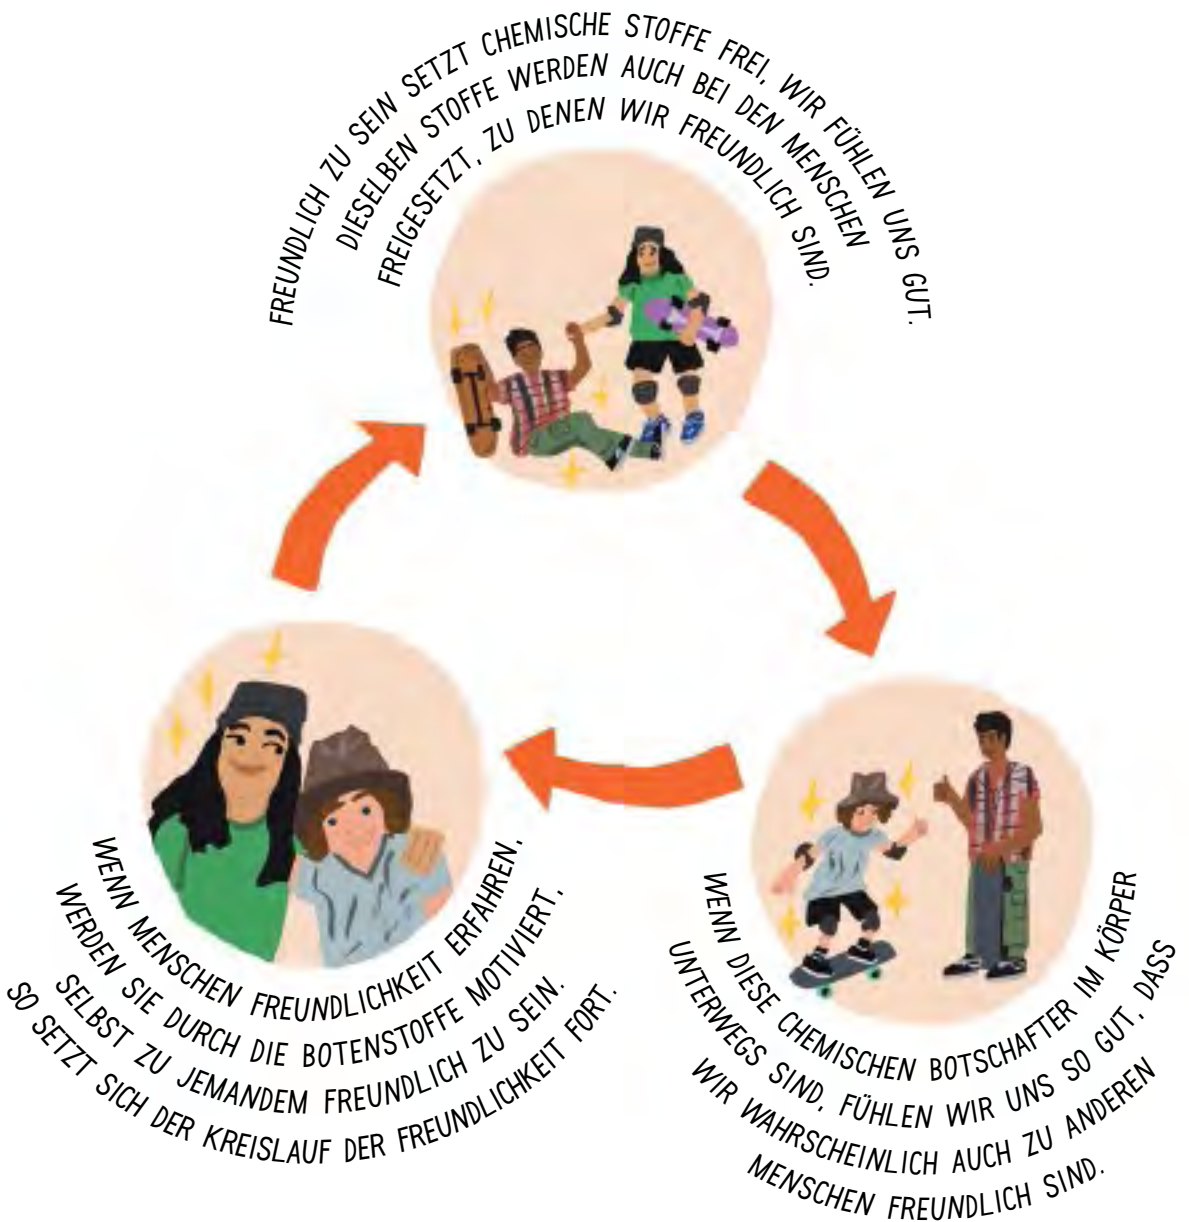 FREUNDLICH ZU SEIN SETZT CHEMISCHE STOFFE FREI, WIR FÜHLEN UNS GUT.
DIESELBEN STOFFE WERDEN AUCH BEI DEN MENSCHEN
FREIGESETZT, ZU DENEN WIR FREUNDLICH SIND.
WENN DIESE CHEMISCHEN BOTSCHAFTER IM KÖRPER
UNTERWEGS SIND, FÜHLEN WIR UNS SO GUT, DASS
WIR WAHRSCHEINLICH AUCH ZU ANDEREN
MENSCHEN FREUNDLICH SIND.
WENN MENSCHEN FREUNDLICHKEIT ERFAHREN,
WERDEN SIE DURCH DIE BOTENSTOFFE MOTIVIERT,
SELBST ZU JEMANDEM FREUNDLICH ZU SEIN.
SO SETZT SICH DER KREISLAUF DER FREUNDLICHKEIT FORT.